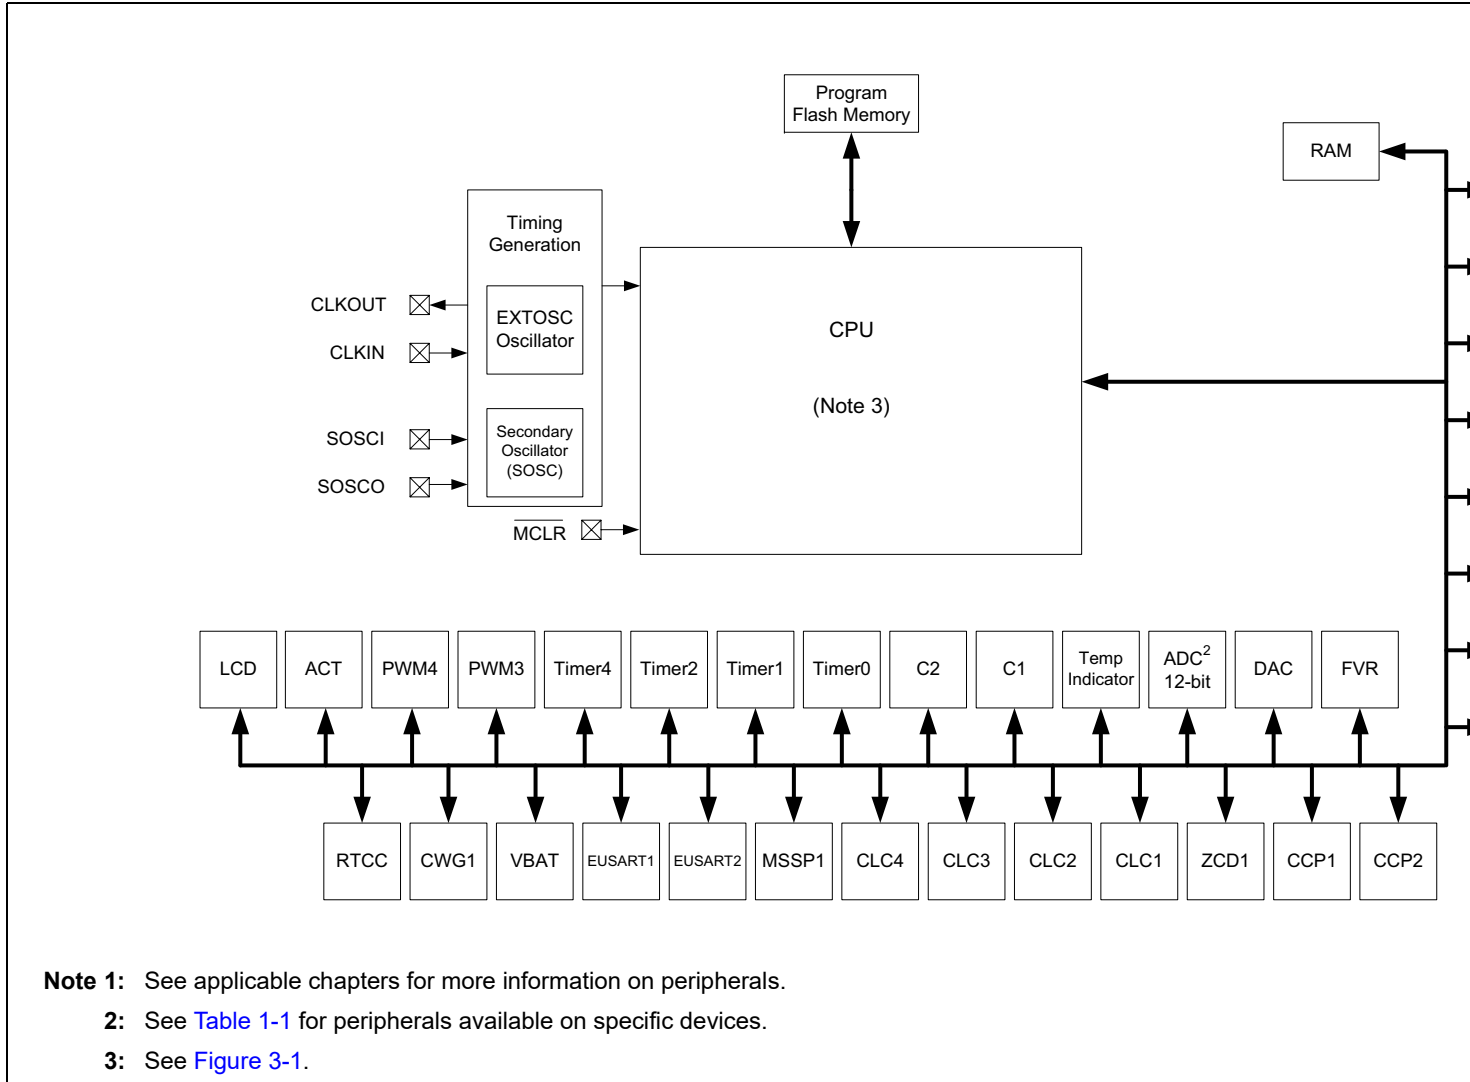 Program
Flash Memory
RAM
Timing
Generation
CLKOUT
EXTOSC
Oscillator
CLKIN
CPU
(Note 3)
SOSCI
Secondary
Oscillator
(SOSC)
SOSCO
MCLR
LCD
ACT
PWM4
PWM3
Timer4
Timer2
Timer1
Timer0
C2
C1
Temp
Indicator
ADC2
12-bit
DAC
FVR
RTCC
CWG1
VBAT
EUSART1
EUSART2
MSSP1
CLC4
CLC3
CLC2
CLC1
ZCD1
CCP1
CCP2
Note 1: See applicable chapters for more information on peripherals.
2: See Table 1-1 for peripherals available on specific devices.
3: See Figure 3-1.